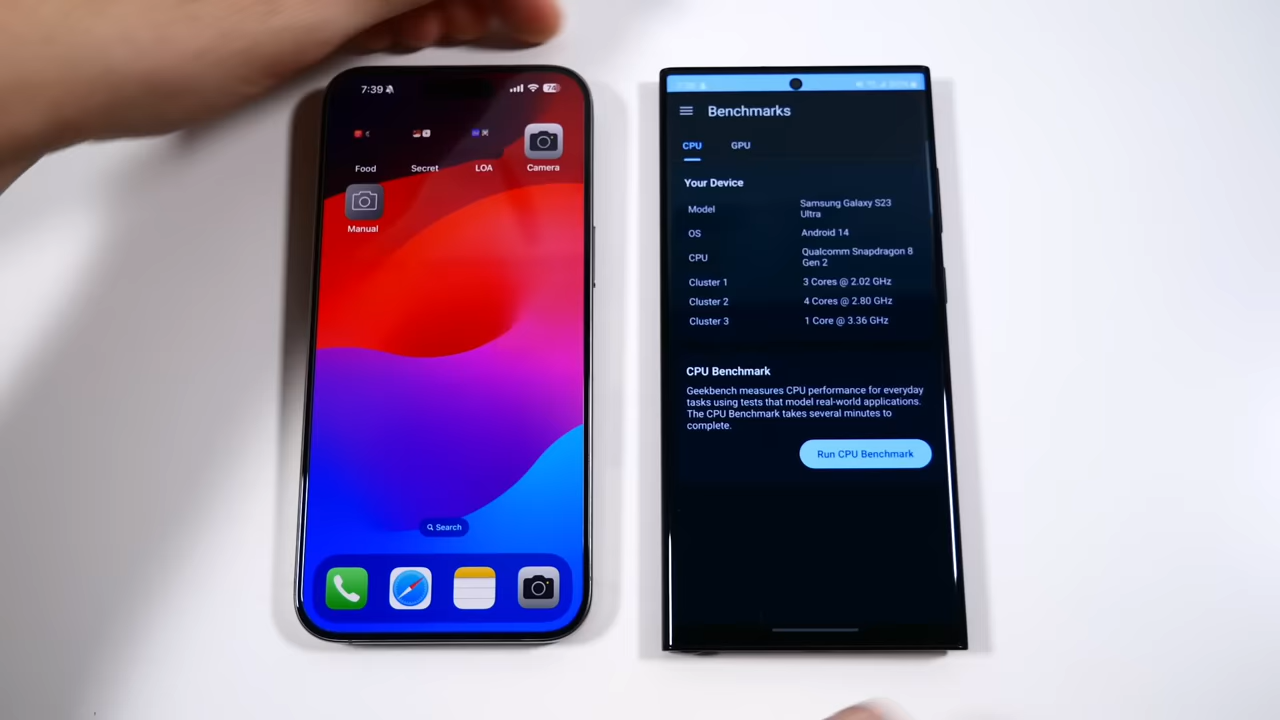 7:39
74
Food
Secret
LOA
Camera
Manual
Search
Benchmarks
CPU
GPU
Your Device
Model
Samsung Galaxy S23
Ultra
OS
Android 14
CPU
Qualcomm Snapdragon 8
Gen 2
Cluster 1
3 Cores @ 2.02 GHz
Cluster 2
4 Cores @ 2.80 GHz
Cluster 3
1 Core @ 3.36 GHz
CPU Benchmark
Geekbench measures CPU performance for everyday
tasks using tests that model real-world applications.
The CPU Benchmark takes several minutes to
complete.
Run CPU Benchmark